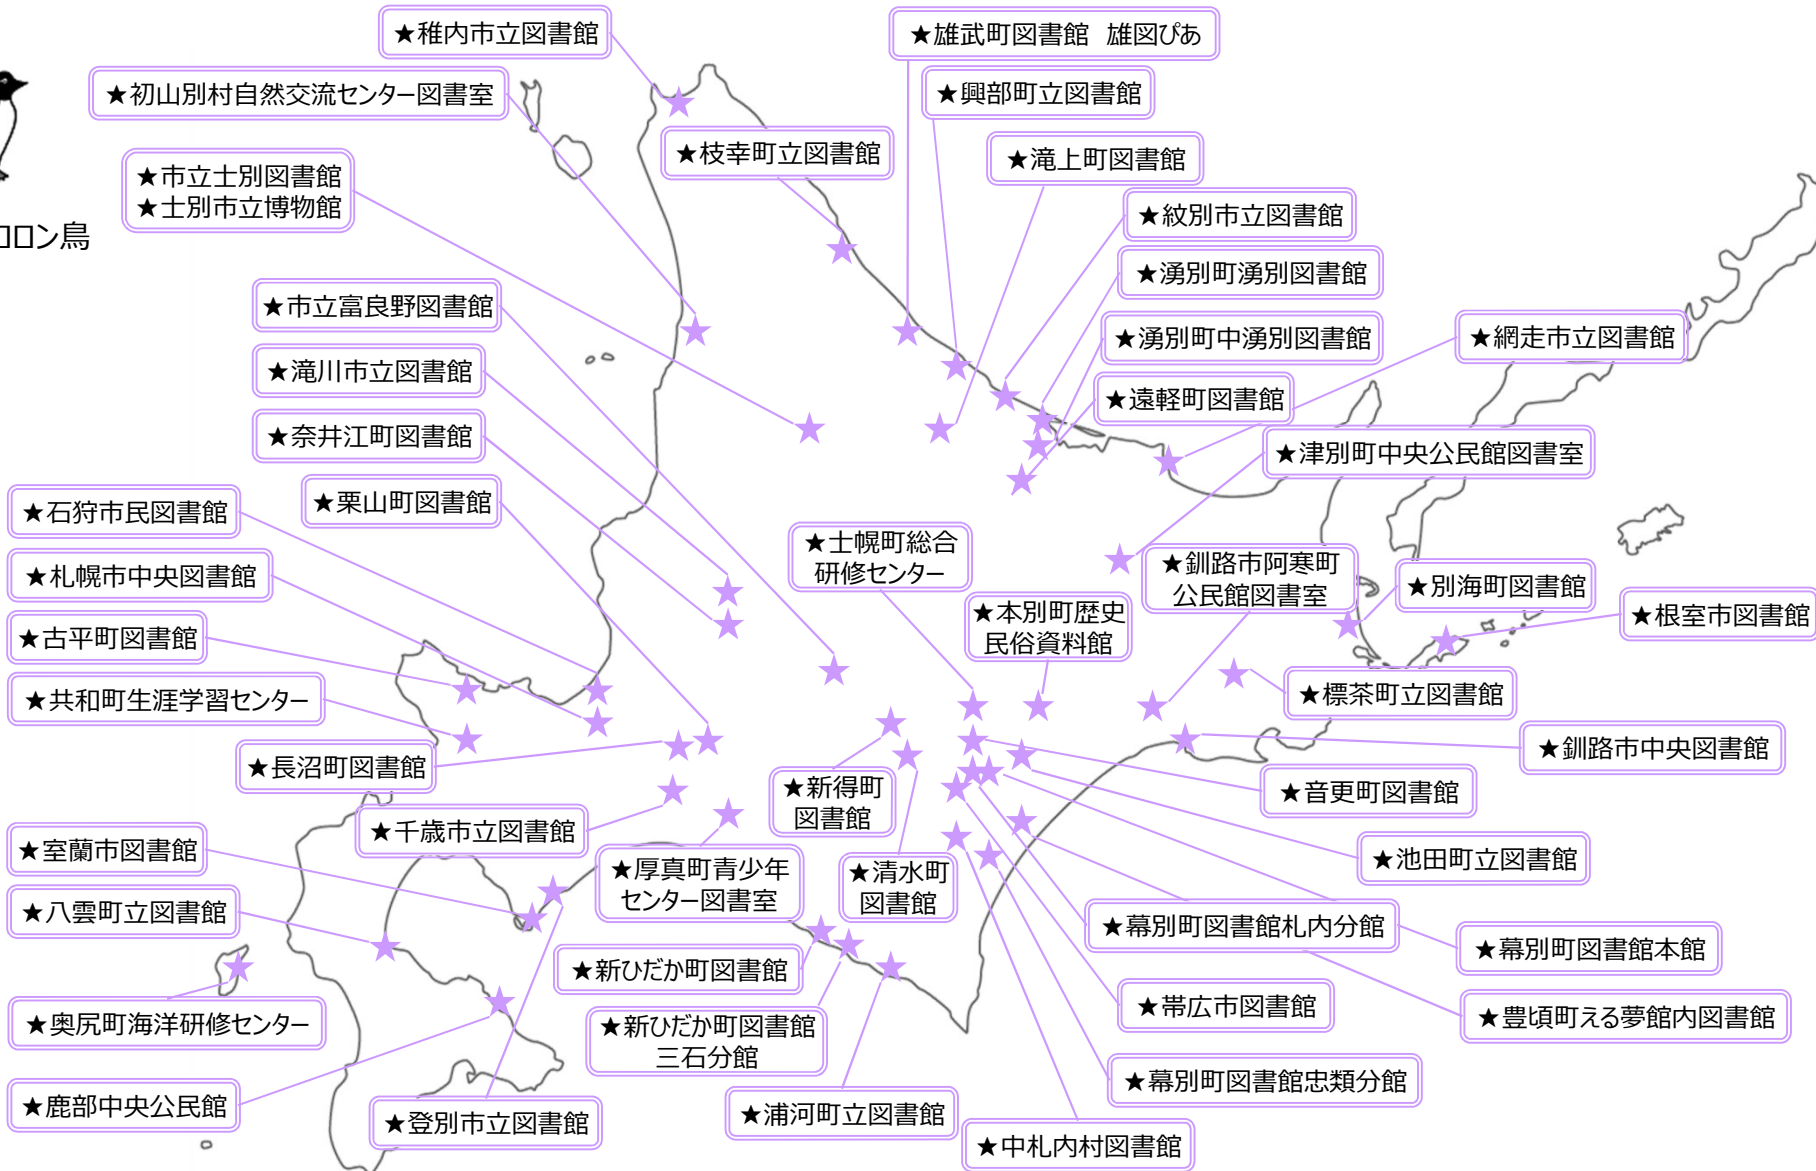 ★稚内市立図書館
★雄武町図書館 雄図ぴあ
★初山別村自然交流センター図書室
★興部町立図書館
★枝幸町立図書館
★滝上町図書館
★市立士別図書館
★士別市立博物館
★紋別市立図書館
ロロン鳥
★湧別町湧別図書館
★市立富良野図書館
★湧別町中湧別図書館
★網走市立図書館
★滝川市立図書館
★遠軽町図書館
★奈井江町図書館
★津別町中央公民館図書室
★栗山町図書館
★石狩市民図書館
★士幌町総合
研修センター
★釧路市阿寒町
公民館図書室
★札幌市中央図書館
★別海町図書館
★本別町歴史
民俗資料館
★根室市図書館
★古平町図書館
★共和町生涯学習センター
★標茶町立図書館
★釧路市中央図書館
★長沼町図書館
★新得町
図書館
★音更町図書館
★千歳市立図書館
★室蘭市図書館
★池田町立図書館
★厚真町青少年
センター図書室
★清水町
図書館
★八雲町立図書館
★幕別町図書館札内分館
★幕別町図書館本館
★新ひだか町図書館
★帯広市図書館
★奥尻町海洋研修センター
★豊頃町える夢館内図書館
★新ひだか町図書館
三石分館
★幕別町図書館忠類分館
★鹿部中央公民館
★登別市立図書館
★浦河町立図書館
★中札内村図書館